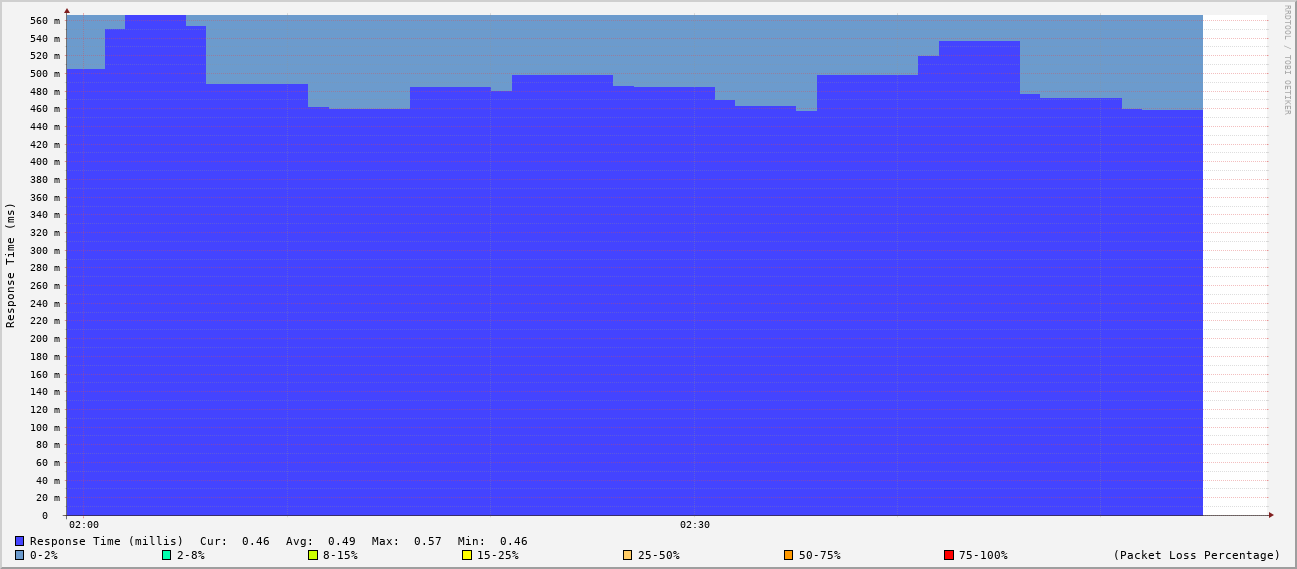 RRDTOOL / TOBI OETIKER
Response Time (ms)
560 m
540 m
520 m
500 m
480 m
460 m
440 m
420 m
400 m
380 m
360 m
340 m
320 m
300 m
280 m
260 m
240 m
220 m
200 m
180 m
160 m
140 m
120 m
100 m
80 m
60 m
40 m
20 m
0
02:00 02:30
Response Time (millis) Cur: 0.46 Avg: 0.49 Max: 0.57 Min: 0.46
0-2% 2-8% 8-15% 15-25% 25-50% 50-75% 75-100% (Packet Loss Percentage)